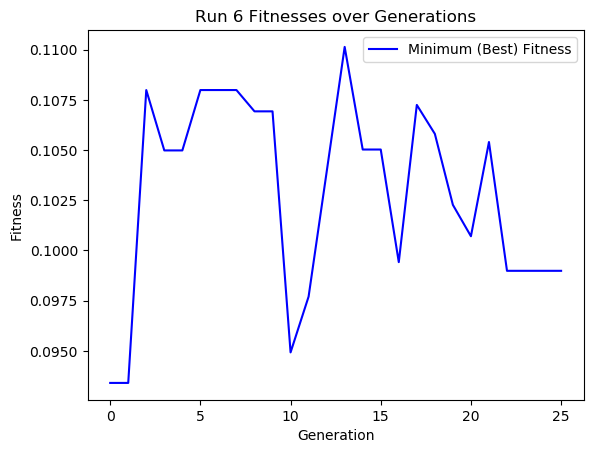 Run 6 Fitnesses over Generations
Minimum (Best) Fitness
Fitness
0.1100
0.1075
0.1050
0.1025
0.1000
0.0975
0.0950
0 5 10 15 20 25
Generation